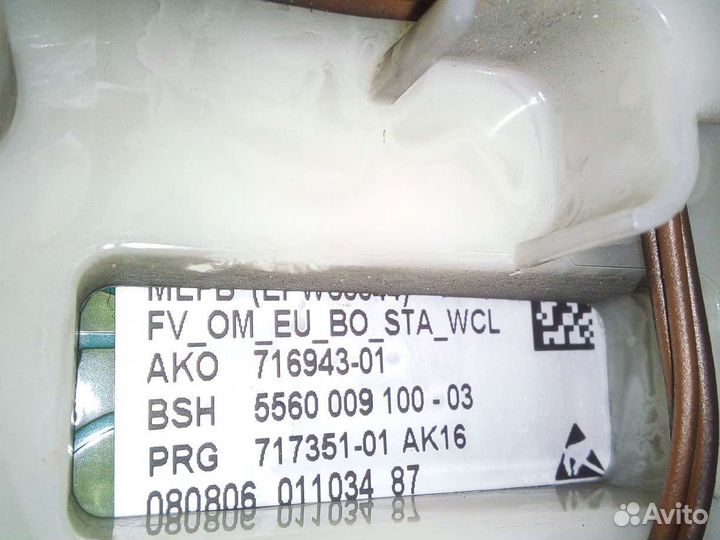 FV_OM_EU_BO_STA_WCL
AKO 716943-01
BSH 5560 009 100 - 03
PRG 717351-01 AK16
080806 011034 87
Avito